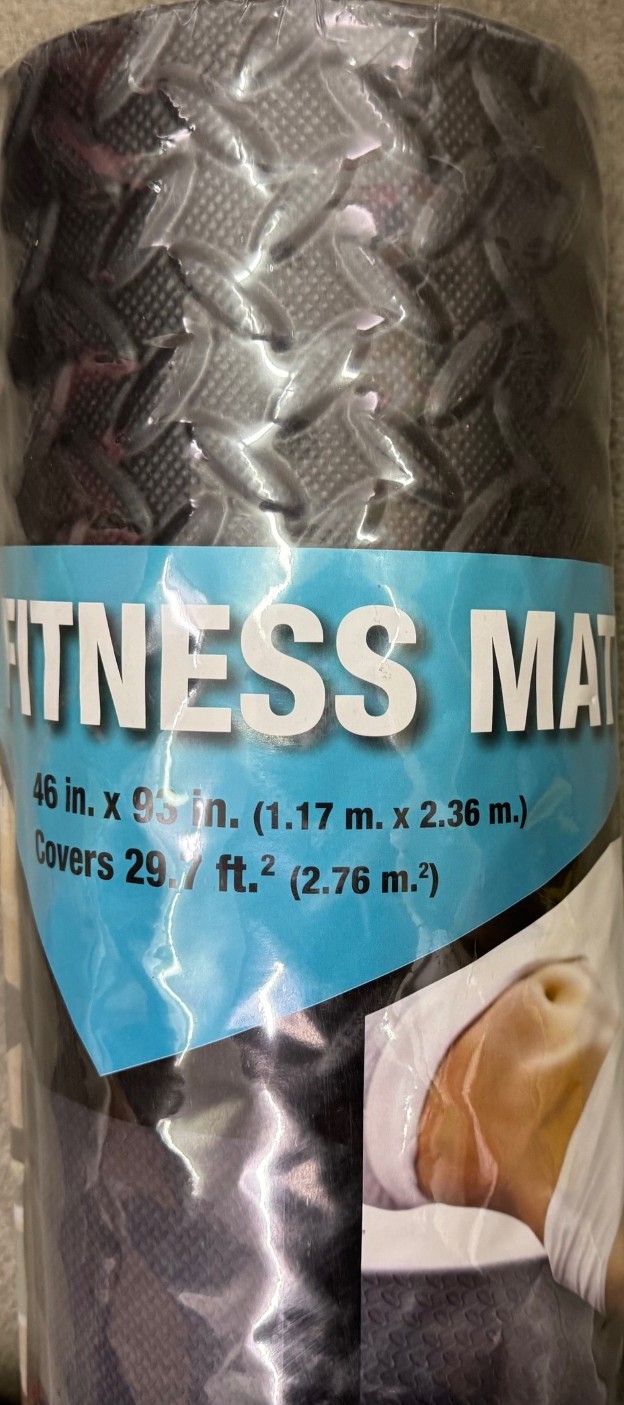 FITNESS MAT
46 in. x 93 in. (1.17 m. x 2.36 m.)
Covers 29.7 ft.² (2.76 m.²)